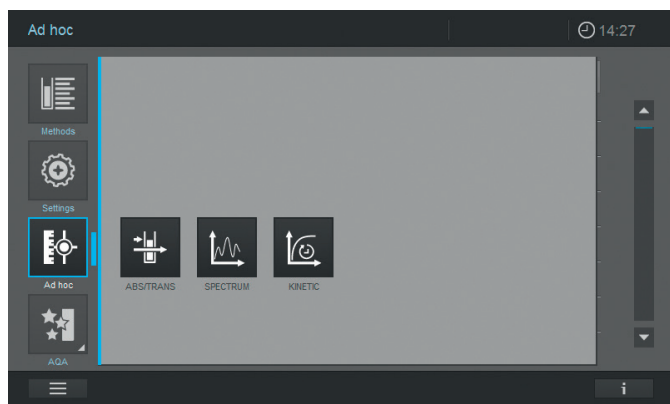 Ad hoc
14:27
Methods
Settings
Ad hoc
ABS/TRANS SPECTRUM KINETIC
AQA
i